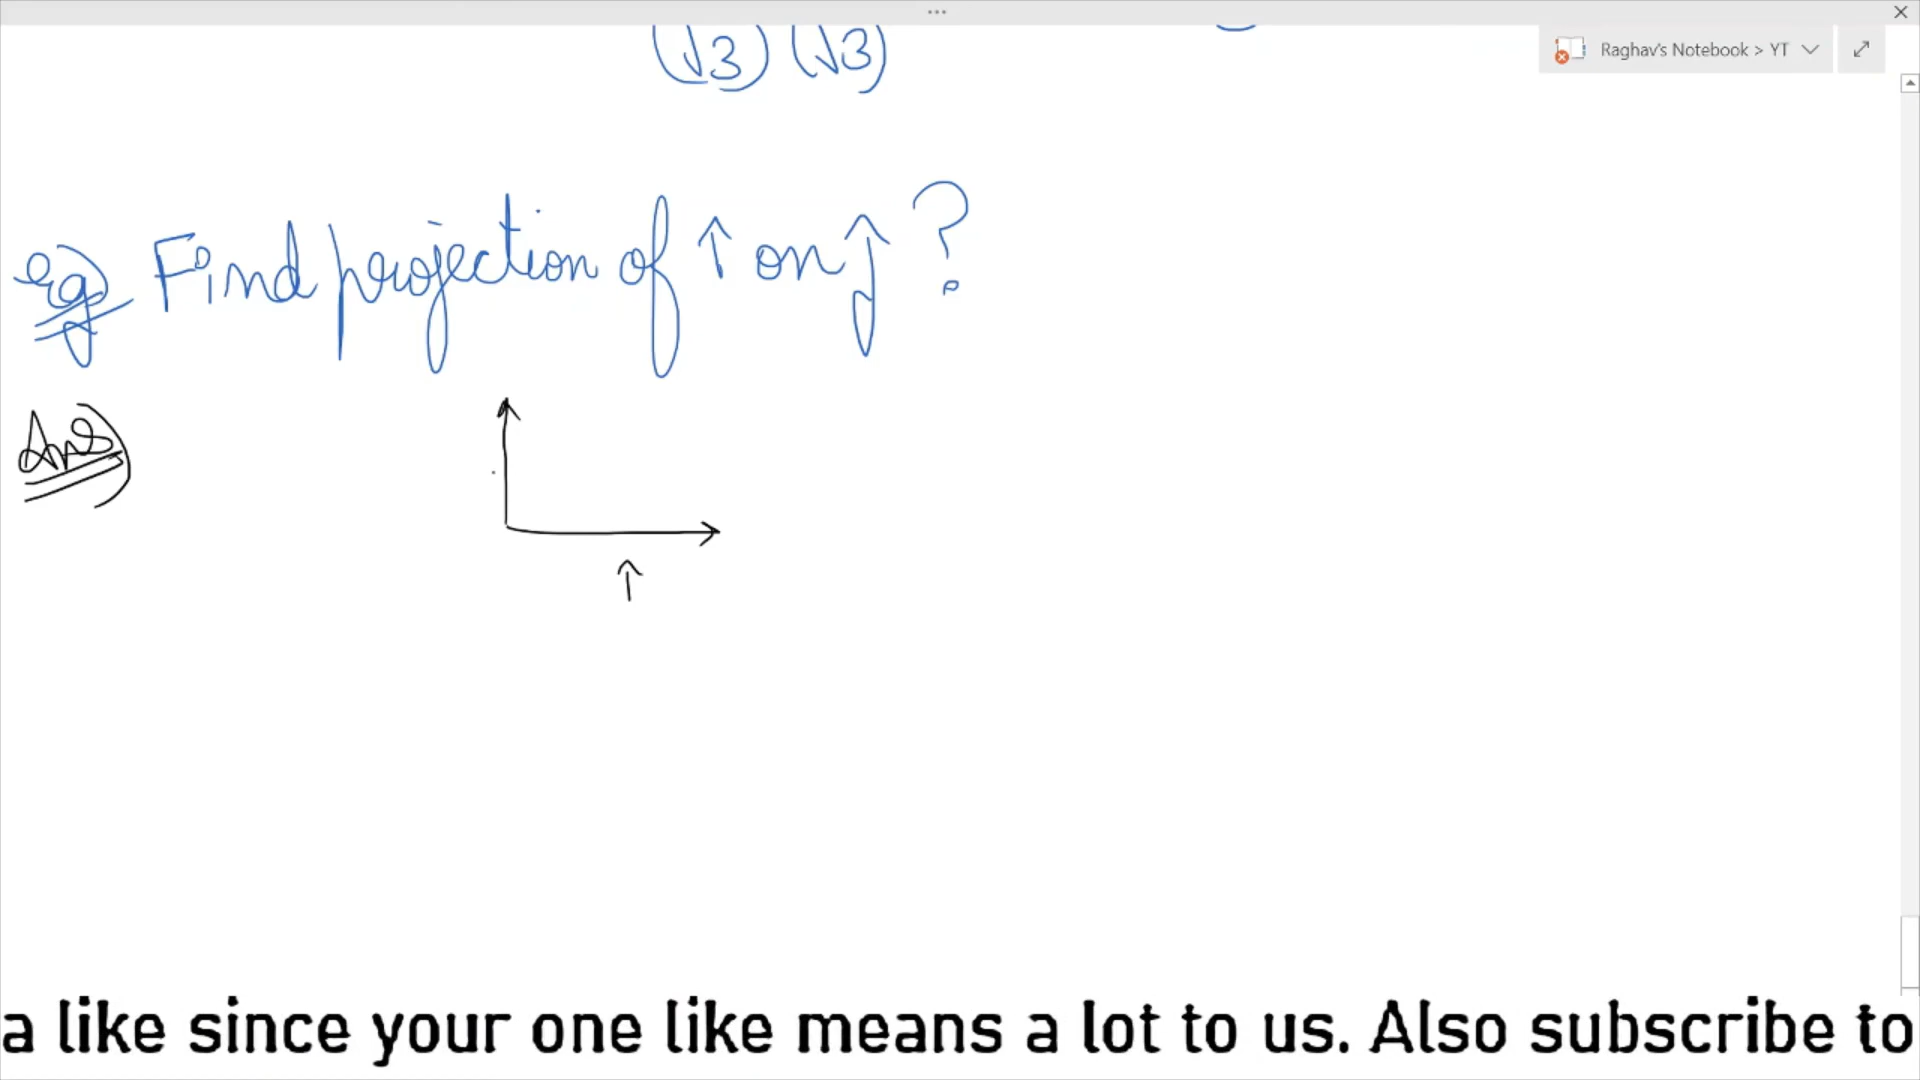 (√3) (√3)
Raghav's Notebook > YT
eg) Find projection of î on ĵ ?
Ans)
î
a like since your one like means a lot to us. Also subscribe to